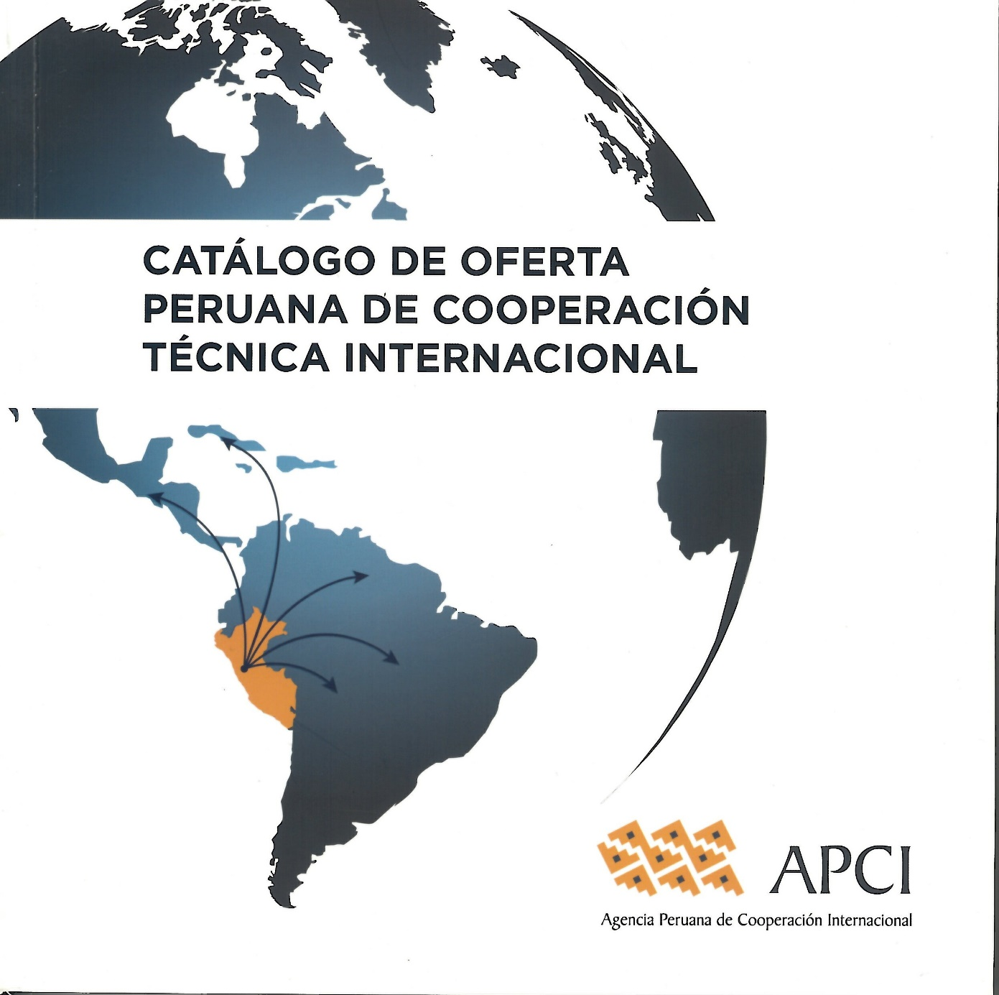 CATÁLOGO DE OFERTA
PERUANA DE COOPERACIÓN
TÉCNICA INTERNACIONAL
APCI
Agencia Peruana de Cooperación Internacional